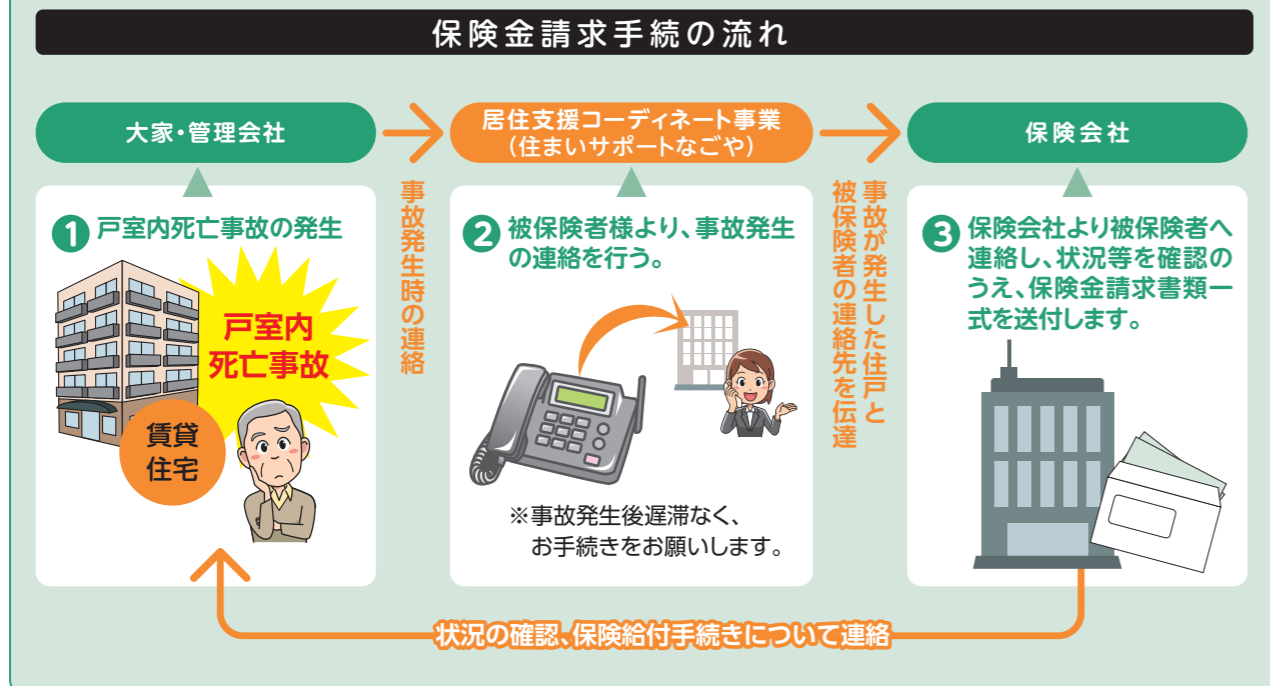 保険金請求手続の流れ
大家・管理会社
事故発生時の連絡
居住支援コーディネート事業
(住まいサポートなごや)
事故が発生した住戸と
被保険者の連絡先を伝達
保険会社
1 戸室内死亡事故の発生
戸室内
死亡事故
賃貸
住宅
2 被保険者様より、事故発生
の連絡を行う。
※事故発生後遅滞なく、
お手続きをお願いします。
3 保険会社より被保険者へ
連絡し、状況等を確認の
うえ、保険金請求書類一
式を送付します。
状況の確認、保険給付手続きについて連絡